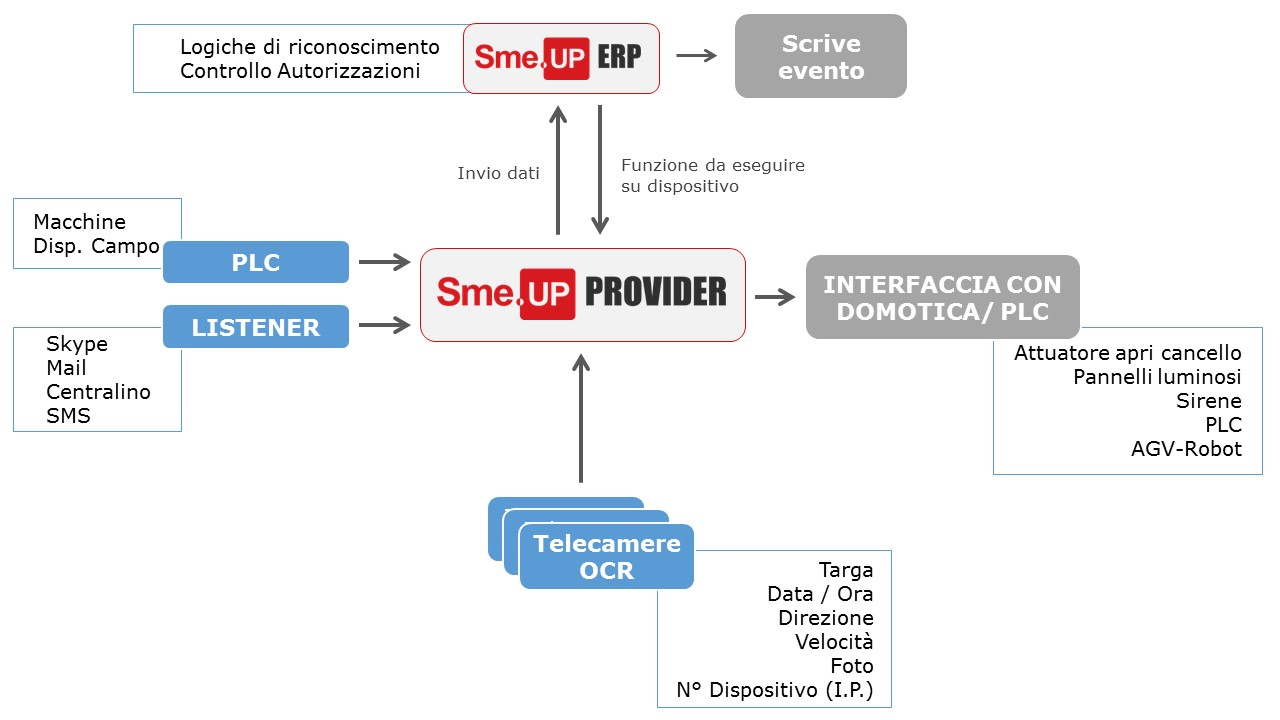 Logiche di riconoscimento
Controllo Autorizzazioni
Sme.UP ERP
Scrive
evento
Invio dati
Funzione da eseguire
su dispositivo
Macchine
Disp. Campo
PLC
LISTENER
Skype
Mail
Centralino
SMS
Sme.UP PROVIDER
INTERFACCIA CON
DOMOTICA/ PLC
Attuatore apri cancello
Pannelli luminosi
Sirene
PLC
AGV-Robot
Telecamere
OCR
Targa
Data / Ora
Direzione
Velocità
Foto
N° Dispositivo (I.P.)